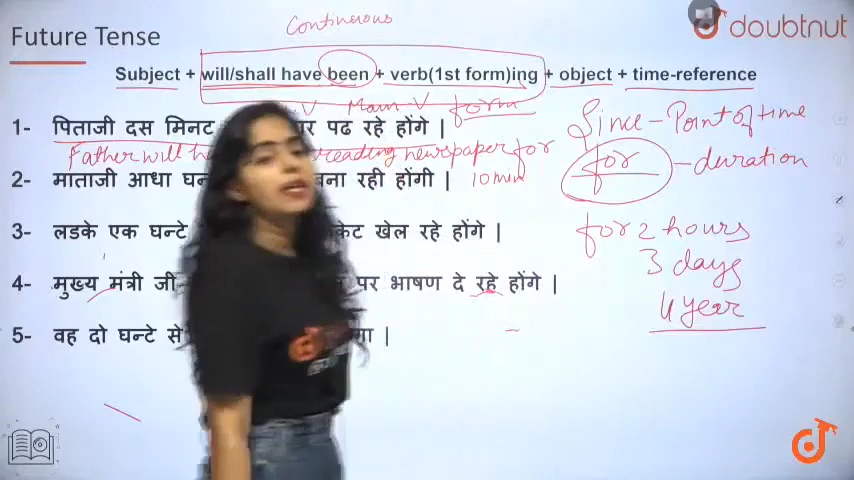 Continuous
doubtnut
Future Tense
Subject + will/shall have been + verb(1st form)ing + object + time-reference
V Main-V form
Since - Point of time
1- पिताजी दस मिनट पढ रहे होंगे |
Father will reading newspaper for
for - duration
2- माताजी आधा बना रही होंगी | 10 min
for 2 hours
3- लडके एक घन्टे खेल रहे होंगे |
3 days
4- मुख्य मंत्री जी पर भाषण दे रहे होंगे |
4 year
5- वह दो घन्टे से |